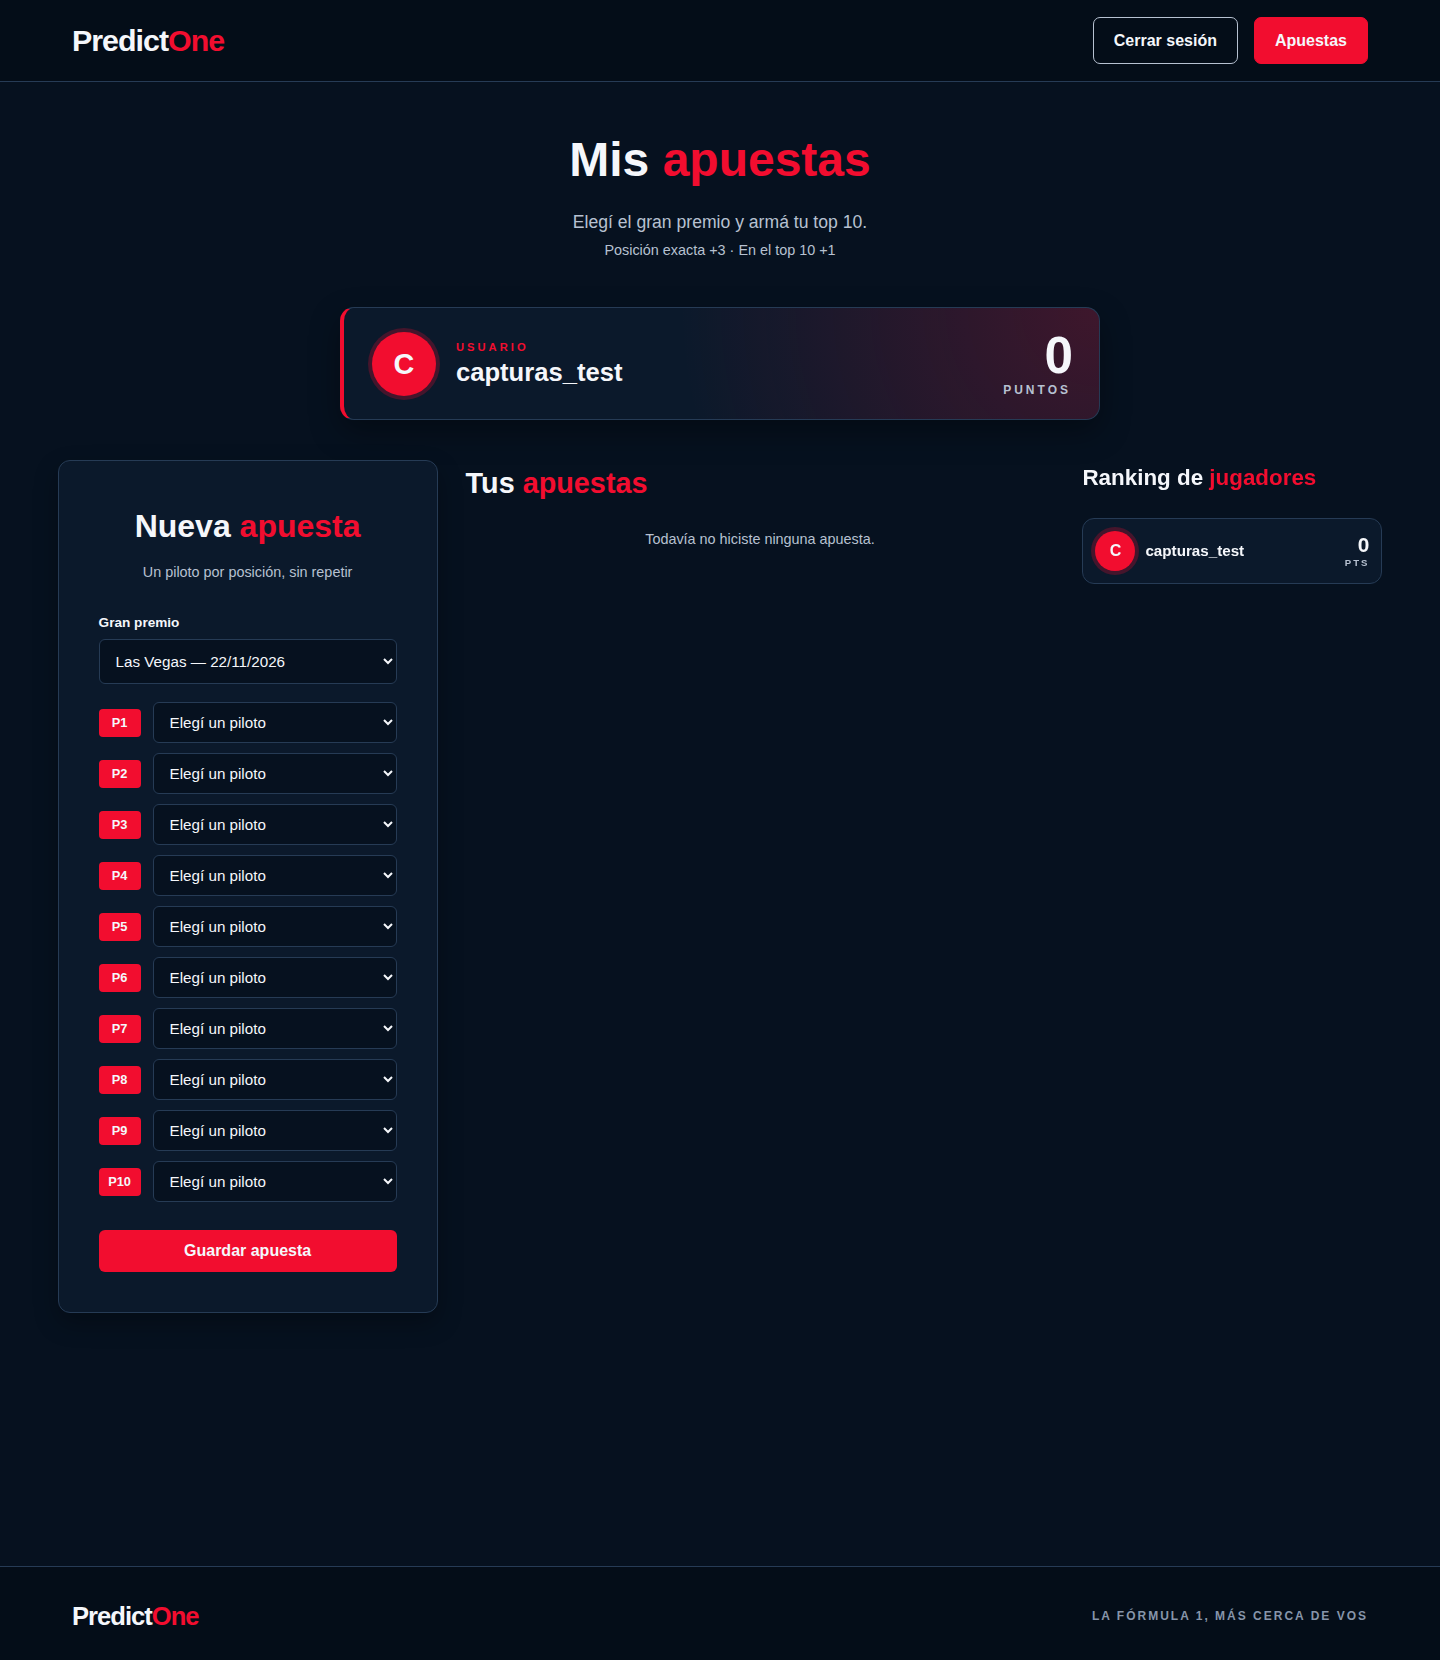 PredictOne
Cerrar sesión
Apuestas
Mis apuestas
Elegí el gran premio y armá tu top 10.
Posición exacta +3 · En el top 10 +1
C
USUARIO
capturas_test
0
PUNTOS
Nueva apuesta
Un piloto por posición, sin repetir
Gran premio
Las Vegas — 22/11/2026
P1 Elegí un piloto
P2 Elegí un piloto
P3 Elegí un piloto
P4 Elegí un piloto
P5 Elegí un piloto
P6 Elegí un piloto
P7 Elegí un piloto
P8 Elegí un piloto
P9 Elegí un piloto
P10 Elegí un piloto
Guardar apuesta
Tus apuestas
Todavía no hiciste ninguna apuesta.
Ranking de jugadores
C capturas_test
0
PTS
PredictOne
LA FÓRMULA 1, MÁS CERCA DE VOS